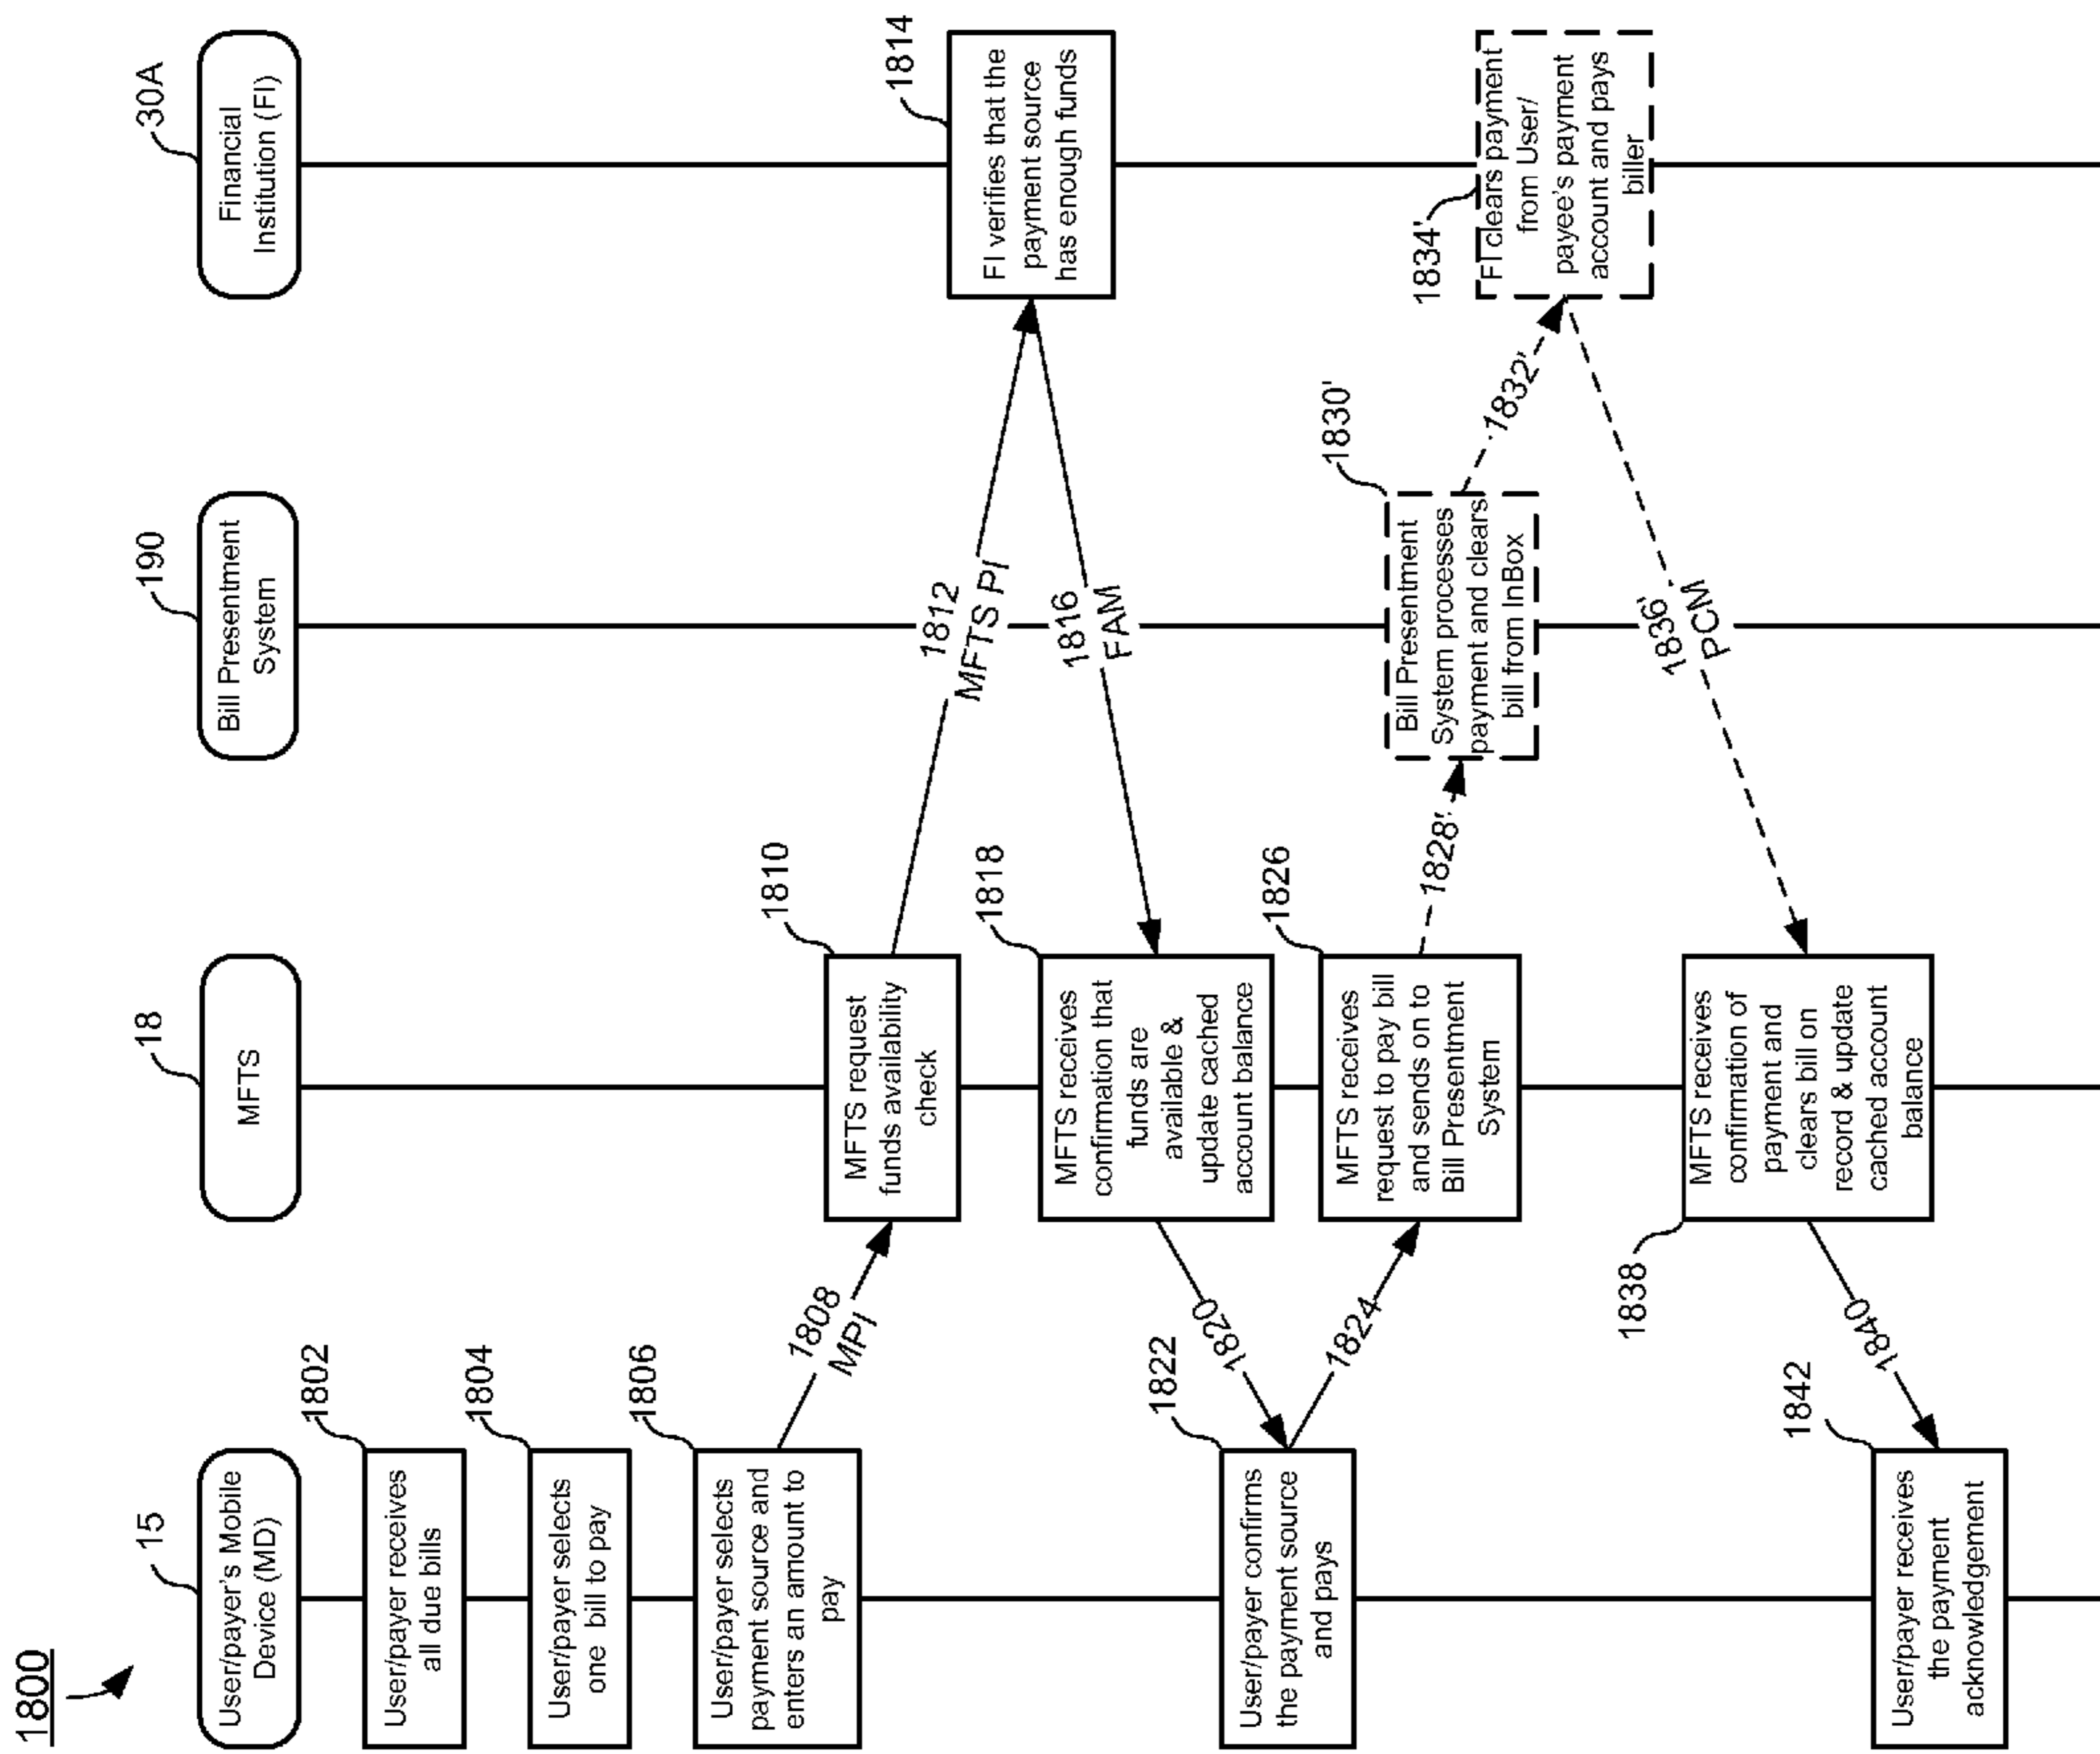 1800
15
User/payer's Mobile
Device (MD)
18
MFTS
190
Bill Presentment
System
30A
Financial
Institution (FI)
1802
User/payer receives
all due bills
1804
User/payer selects
one bill to pay
1806
User/payer selects
payment source and
enters an amount to
pay
1808
MPI
1810
MFTS request
funds availability
check
1812
MFTS PI
1814
FI verifies that the
payment source
has enough funds
1816
FAM
1818
MFTS receives
confirmation that
funds are
available &
update cached
account balance
1820
1822
User/payer confirms
the payment source
and pays
1824
1826
MFTS receives
request to pay bill
and sends on to
Bill Presentment
System
1828'
1830'
Bill Presentment
System processes
payment and clears
bill from InBox
1832'
1834'
FI clears payment
from User/
payee's payment
account and pays
biller
1836'
PCM
1838
MFTS receives
confirmation of
payment and
clears bill on
record & update
cached account
balance
1840
1842
User/payer receives
the payment
acknowledgement